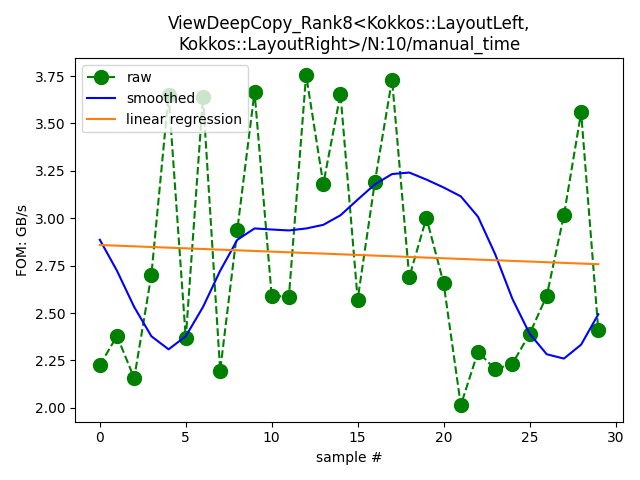 ViewDeepCopy_Rank8<Kokkos::LayoutLeft,
Kokkos::LayoutRight>/N:10/manual_time
raw
smoothed
linear regression
FOM: GB/s
3.75
3.50
3.25
3.00
2.75
2.50
2.25
2.00
0
5
10
15
20
25
30
sample #